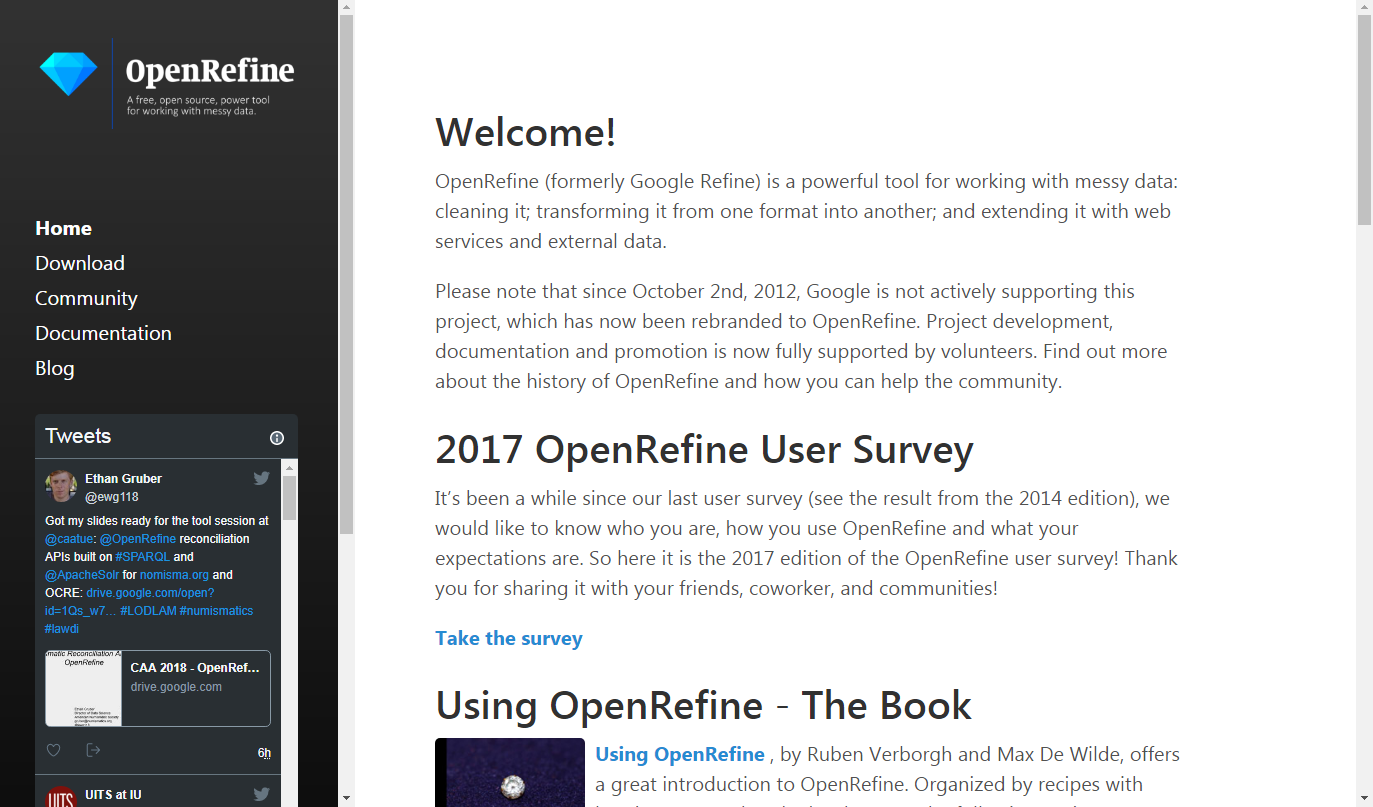 OpenRefine
A free, open source, power tool
for working with messy data.
Home
Download
Community
Documentation
Blog
Tweets
Ethan Gruber
@ewg118
Got my slides ready for the tool session at
@caatue: @OpenRefine reconciliation
APIs built on #SPARQL and
@ApacheSolr for nomisma.org and
OCRE: drive.google.com/open?
id=1Qs_w7… #LODLAM #numismatics
#lawdi
OpenRefine
CAA 2018 - OpenRef…
drive.google.com
6h
UITS
UITS at IU
Welcome!
OpenRefine (formerly Google Refine) is a powerful tool for working with messy data:
cleaning it; transforming it from one format into another; and extending it with web
services and external data.
Please note that since October 2nd, 2012, Google is not actively supporting this
project, which has now been rebranded to OpenRefine. Project development,
documentation and promotion is now fully supported by volunteers. Find out more
about the history of OpenRefine and how you can help the community.
2017 OpenRefine User Survey
It’s been a while since our last user survey (see the result from the 2014 edition), we
would like to know who you are, how you use OpenRefine and what your
expectations are. So here it is the 2017 edition of the OpenRefine user survey! Thank
you for sharing it with your friends, coworker, and communities!
Take the survey
Using OpenRefine - The Book
Using OpenRefine , by Ruben Verborgh and Max De Wilde, offers
a great introduction to OpenRefine. Organized by recipes with